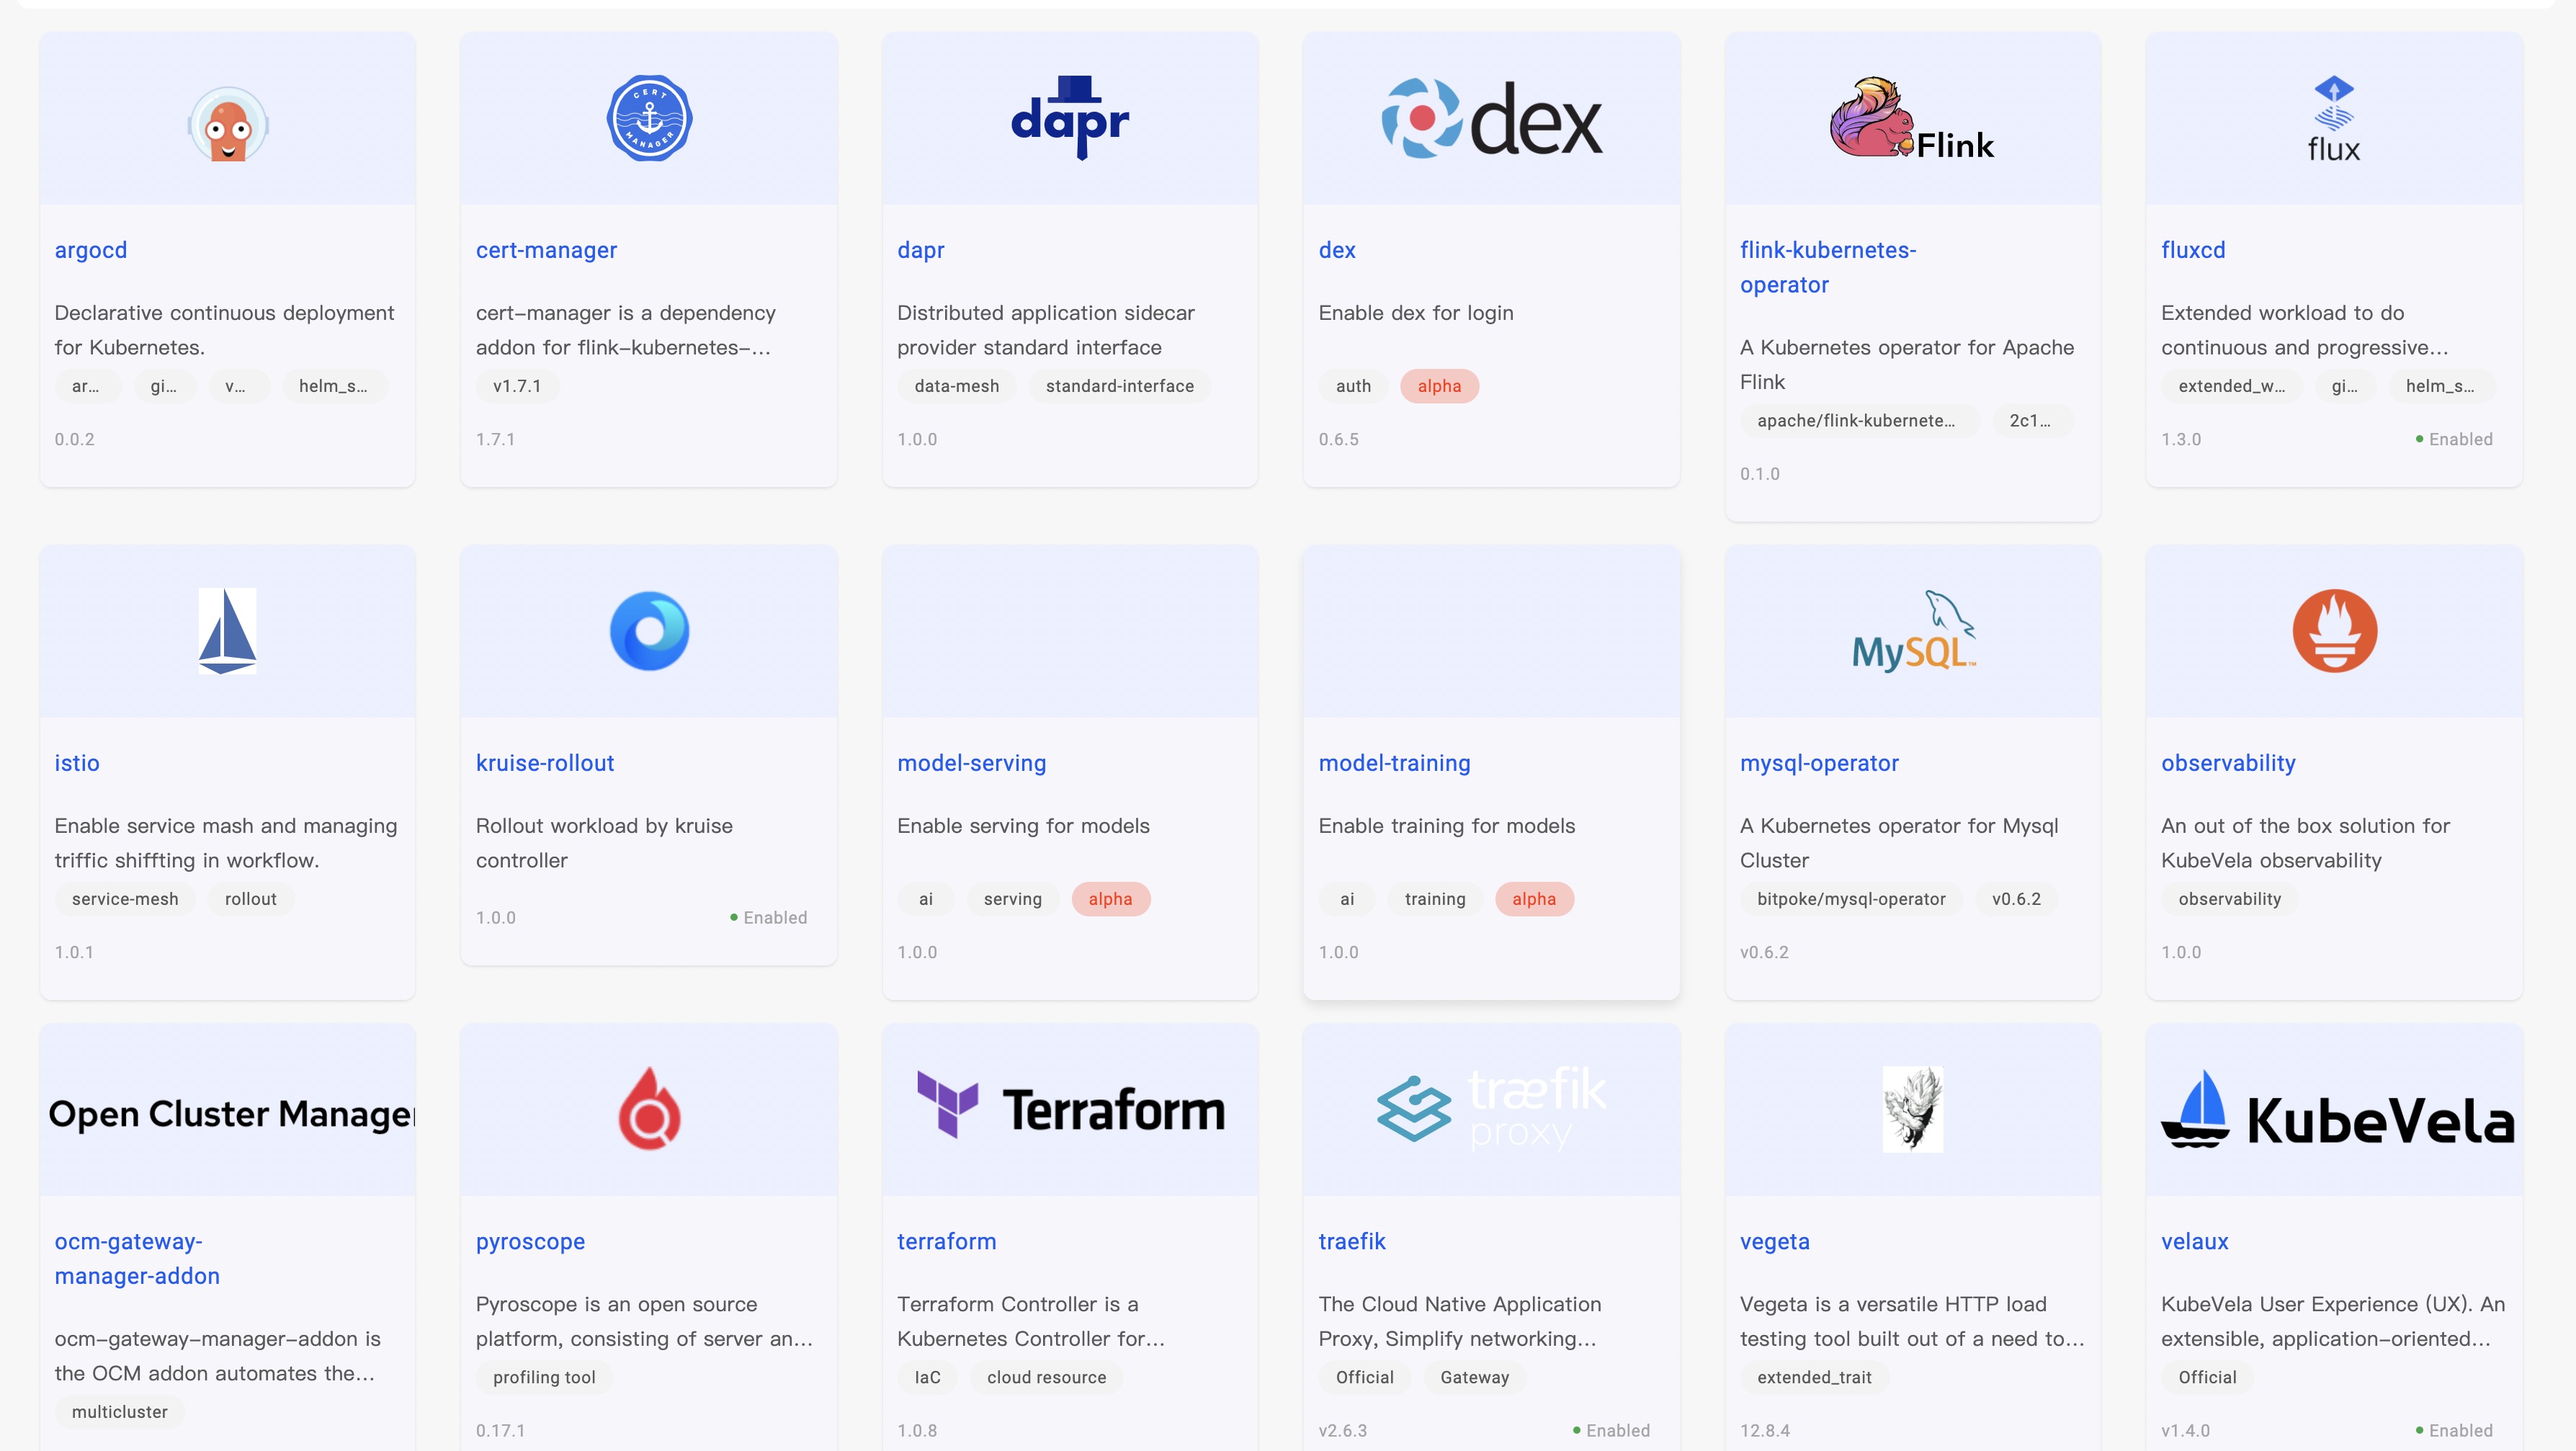 CERT
MANAGER
dapr
dex
Flink
flux
argocd
Declarative continuous deployment
for Kubernetes.
ar...
gi...
v...
helm_s...
0.0.2
cert-manager
cert-manager is a dependency
addon for flink-kubernetes-...
v1.7.1
1.7.1
dapr
Distributed application sidecar
provider standard interface
data-mesh
standard-interface
1.0.0
dex
Enable dex for login
auth
alpha
0.6.5
flink-kubernetes-
operator
A Kubernetes operator for Apache
Flink
apache/flink-kubernete...
2c1...
0.1.0
fluxcd
Extended workload to do
continuous and progressive...
extended_w...
gi...
helm_s...
1.3.0
Enabled
MySQL™
istio
Enable service mash and managing
triffic shiffting in workflow.
service-mesh
rollout
1.0.1
kruise-rollout
Rollout workload by kruise
controller
1.0.0
Enabled
model-serving
Enable serving for models
ai
serving
alpha
1.0.0
model-training
Enable training for models
ai
training
alpha
1.0.0
mysql-operator
A Kubernetes operator for Mysql
Cluster
bitpoke/mysql-operator
v0.6.2
v0.6.2
observability
An out of the box solution for
KubeVela observability
observability
1.0.0
Open Cluster Manager
Terraform
træfik
proxy
KubeVela
ocm-gateway-
manager-addon
ocm-gateway-manager-addon is
the OCM addon automates the...
multicluster
pyroscope
Pyroscope is an open source
platform, consisting of server an...
profiling tool
0.17.1
terraform
Terraform Controller is a
Kubernetes Controller for...
IaC
cloud resource
1.0.8
traefik
The Cloud Native Application
Proxy, Simplify networking...
Official
Gateway
v2.6.3
Enabled
vegeta
Vegeta is a versatile HTTP load
testing tool built out of a need to...
extended_trait
12.8.4
velaux
KubeVela User Experience (UX). An
extensible, application-oriented...
Official
v1.4.0
Enabled